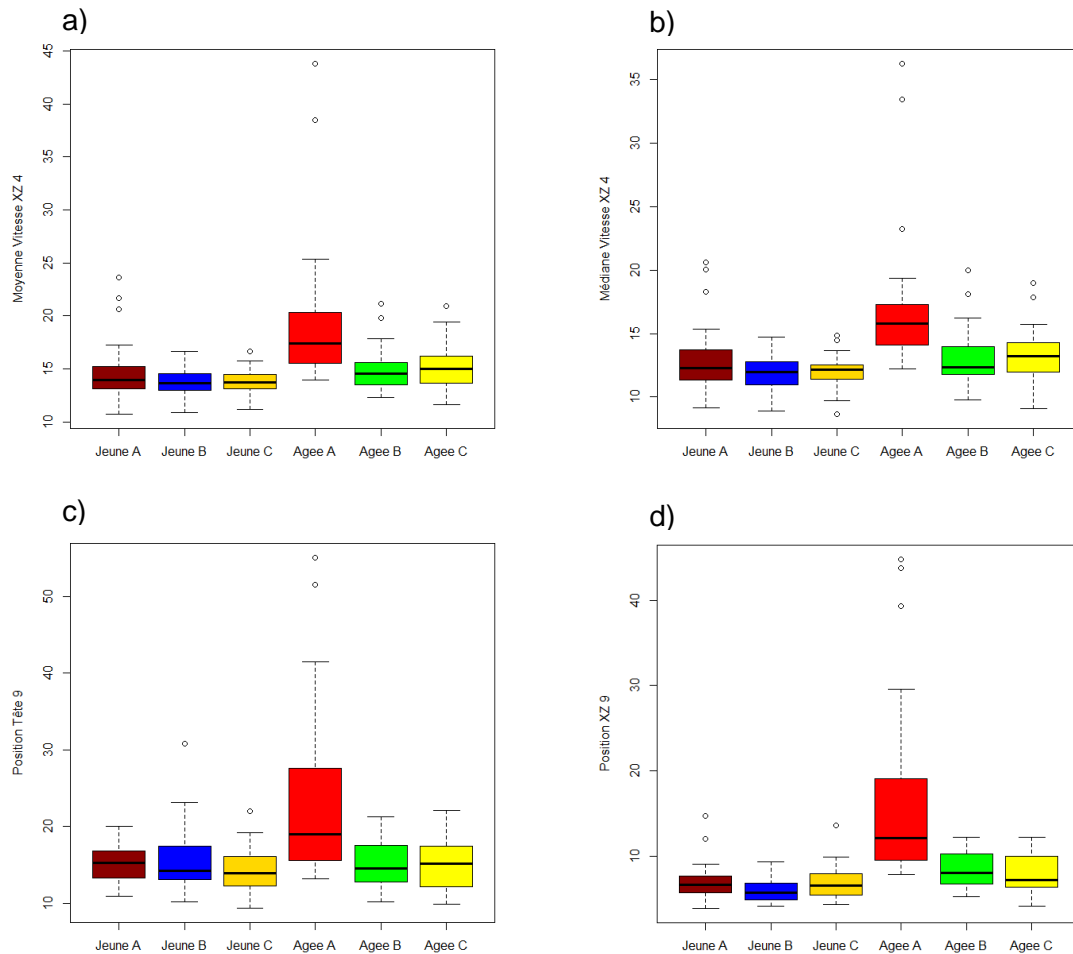 a)
Moyenne Vitesse XZ 4
45
40
35
30
25
20
15
10
Jeune A Jeune B Jeune C Agee A Agee B Agee C
b)
Médiane Vitesse XZ 4
35
30
25
20
15
10
Jeune A Jeune B Jeune C Agee A Agee B Agee C
c)
Position Tête 9
50
40
30
20
10
Jeune A Jeune B Jeune C Agee A Agee B Agee C
d)
Position XZ 9
40
30
20
10
Jeune A Jeune B Jeune C Agee A Agee B Agee C